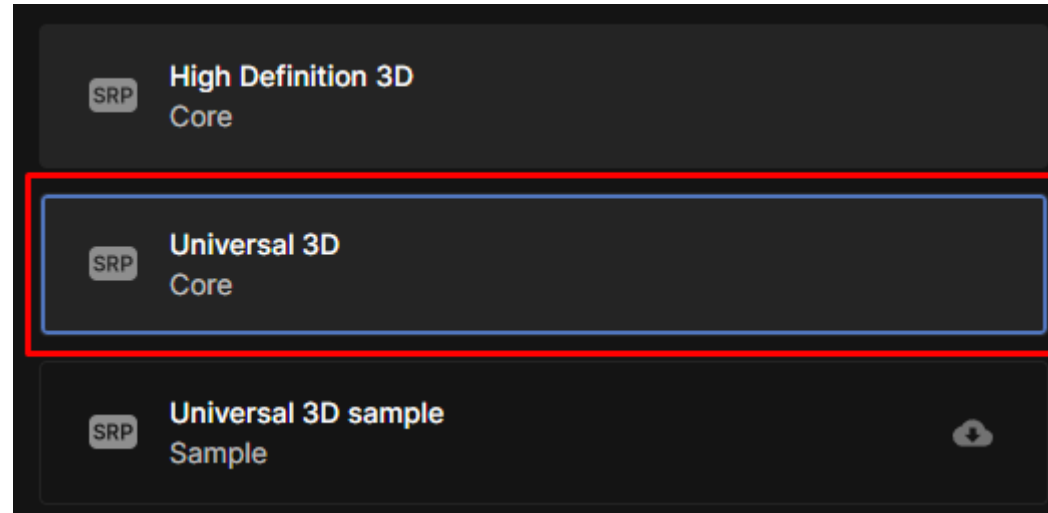 SRP
High Definition 3D
Core
SRP
Universal 3D
Core
SRP
Universal 3D sample
Sample